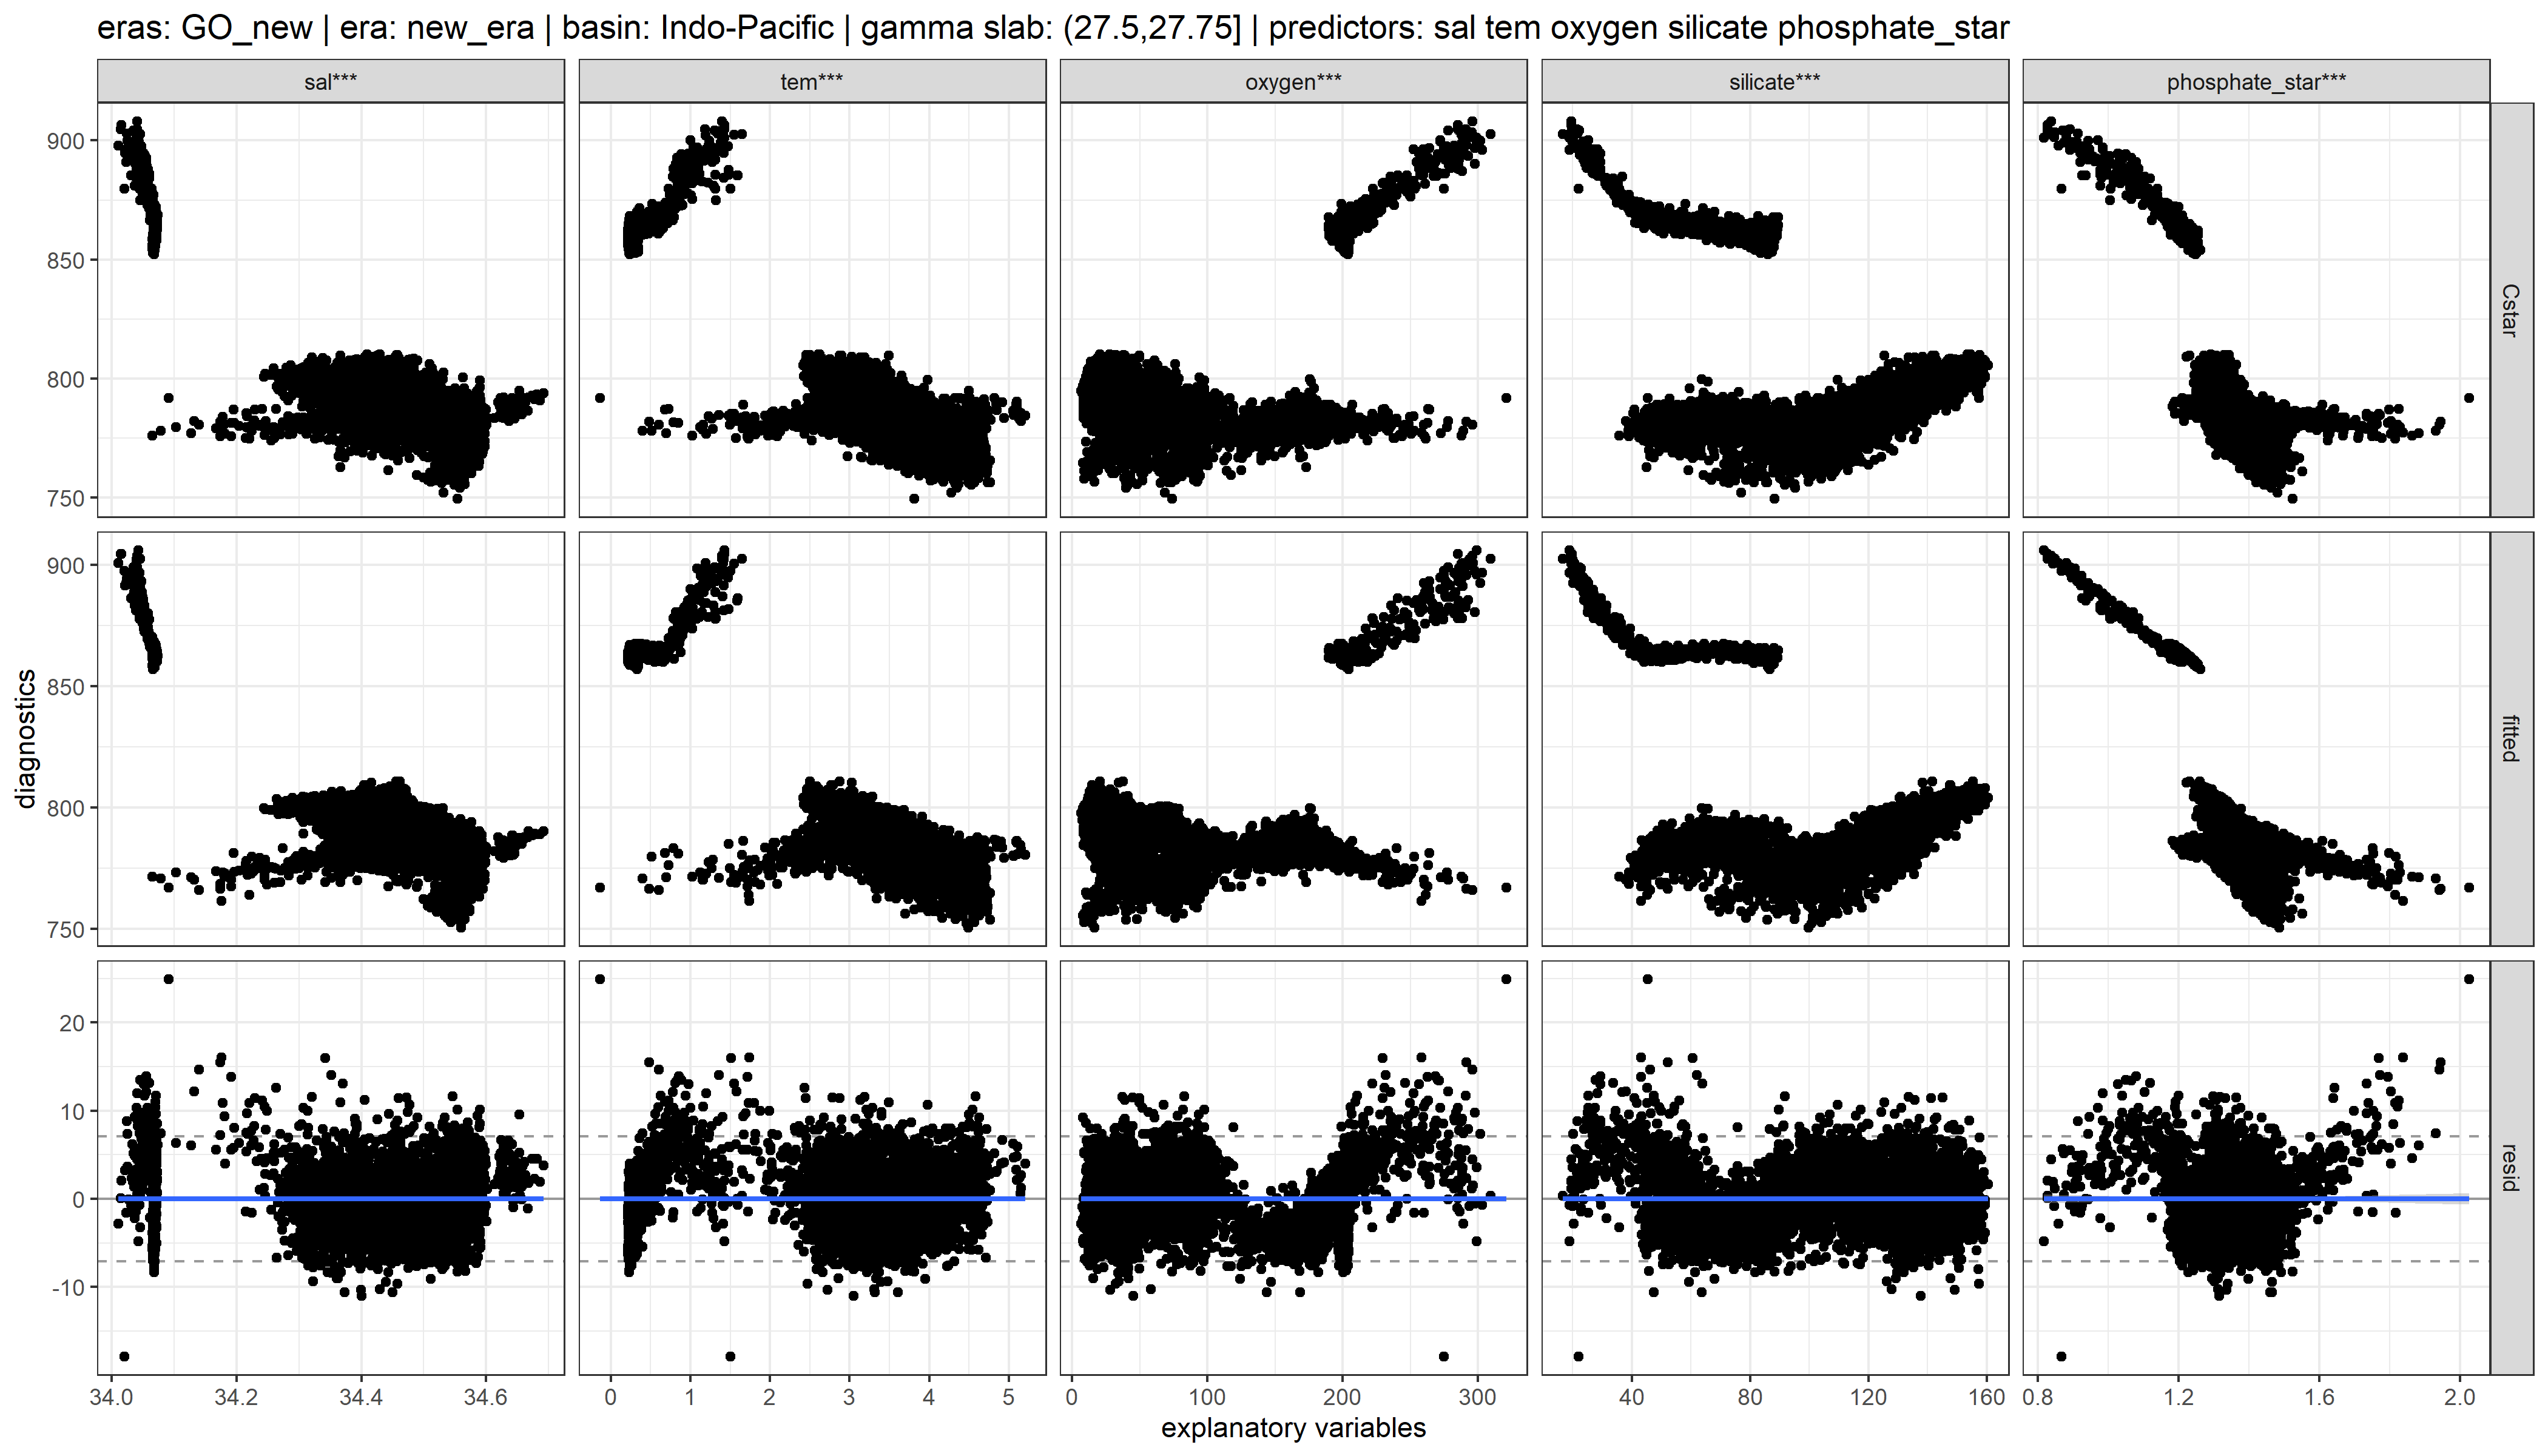 eras: GO_new | era: new_era | basin: Indo-Pacific | gamma slab: (27.5,27.75] | predictors: sal tem oxygen silicate phosphate_star
sal*** tem*** oxygen*** silicate*** phosphate_star***
900
850
800
750
Cstar
900
850
800
750
fitted
20
10
0
-10
resid
diagnostics
34.0 34.2 34.4 34.6 0 1 2 3 4 5 0 100 200 300 40 80 120 160 0.8 1.2 1.6 2.0
explanatory variables